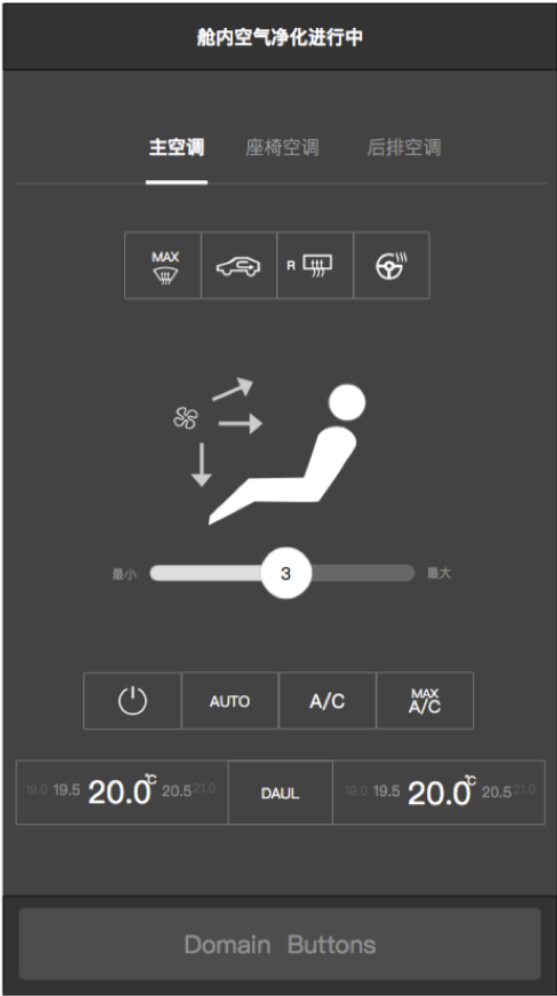 舱内空气净化进行中
主空调 座椅空调 后排空调
MAX R
最小 3 最大
AUTO A/C MAX A/C
19.0 19.5 20.0℃ 20.5 21.0 DAUL 19.0 19.5 20.0℃ 20.5 21.0
Domain Buttons